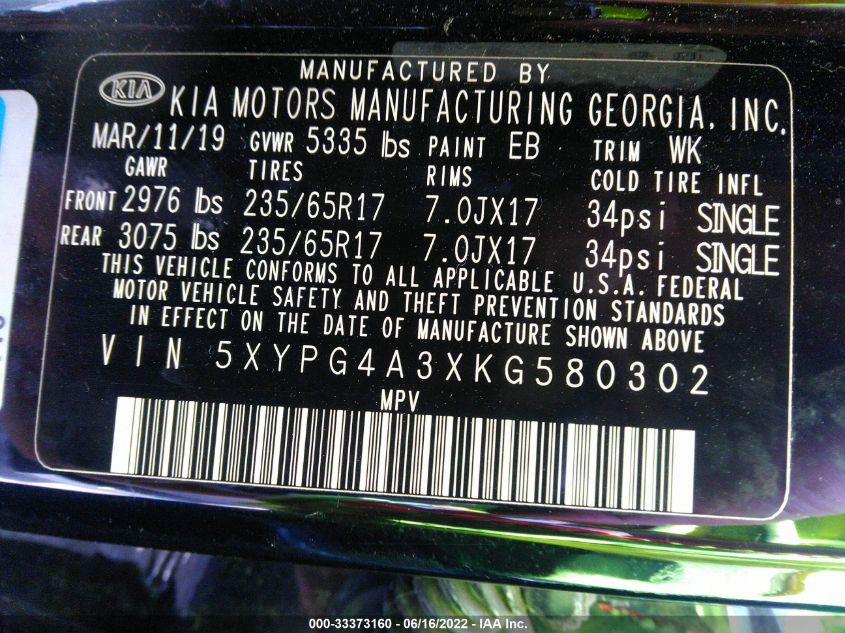 MANUFACTURED BY
KIA KIA MOTORS MANUFACTURING GEORGIA, INC.
MAR/11/19 GVWR 5335 lbs PAINT EB TRIM WK
GAWR TIRES RIMS COLD TIRE INFL
FRONT 2976 lbs 235/65R17 7.0JX17 34psi SINGLE
REAR 3075 lbs 235/65R17 7.0JX17 34psi SINGLE
THIS VEHICLE CONFORMS TO ALL APPLICABLE U.S.A. FEDERAL
MOTOR VEHICLE SAFETY AND THEFT PREVENTION STANDARDS
IN EFFECT ON THE DATE OF MANUFACTURE SHOWN ABOVE
VIN 5XYPG4A3XKG580302
MPV
000-33373160 - 06/16/2022 - IAA Inc.